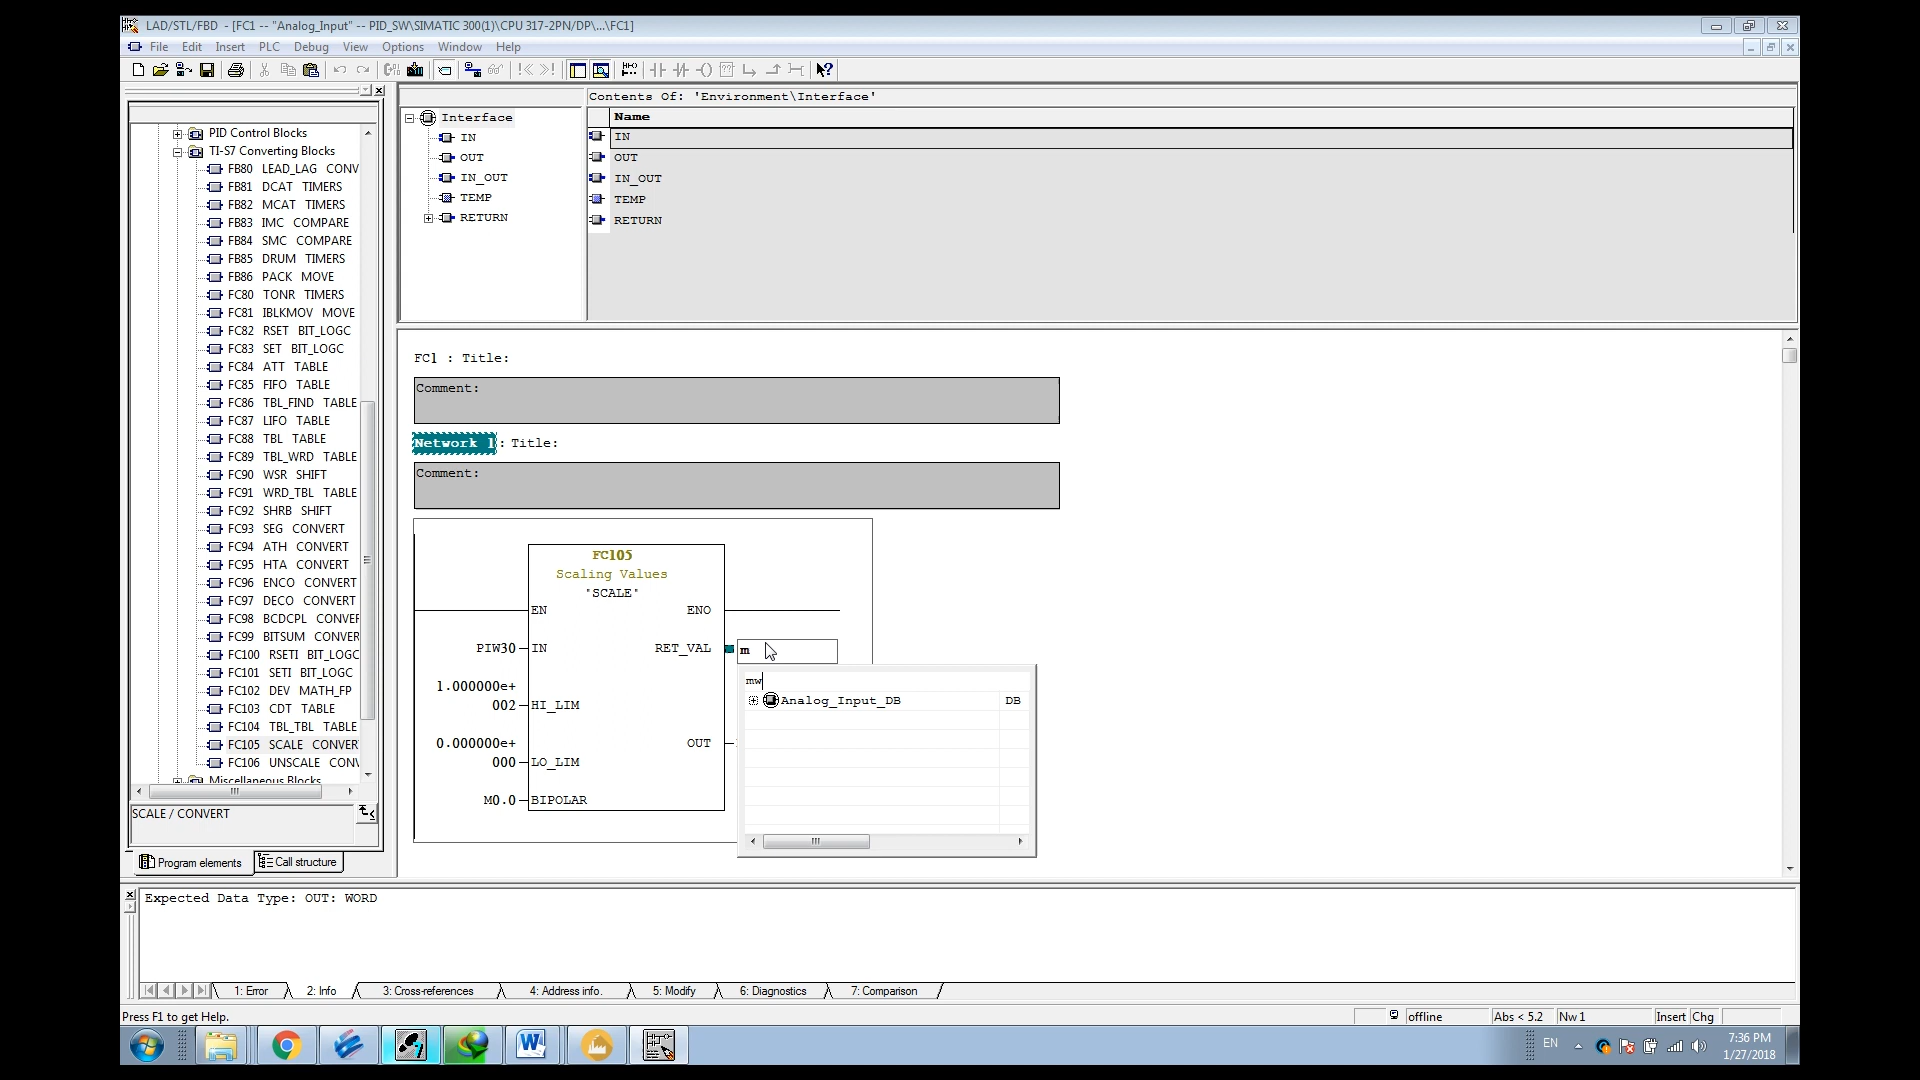 LAD/STL/FBD - [FC1 -- "Analog_Input" -- PID_SW\SIMATIC 300(1)\CPU 317-2PN/DP\...\FC1]
File Edit Insert PLC Debug View Options Window Help
PID Control Blocks
TI-S7 Converting Blocks
FB80 LEAD_LAG CONV
FB81 DCAT TIMERS
FB82 MCAT TIMERS
FB83 IMC COMPARE
FB84 SMC COMPARE
FB85 DRUM TIMERS
FB86 PACK MOVE
FC80 TONR TIMERS
FC81 IBLKMOV MOVE
FC82 RSET BIT_LOGC
FC83 SET BIT_LOGC
FC84 ATT TABLE
FC85 FIFO TABLE
FC86 TBL_FIND TABLE
FC87 LIFO TABLE
FC88 TBL TABLE
FC89 TBL_WRD TABLE
FC90 WSR SHIFT
FC91 WRD_TBL TABLE
FC92 SHRB SHIFT
FC93 SEG CONVERT
FC94 ATH CONVERT
FC95 HTA CONVERT
FC96 ENCO CONVERT
FC97 DECO CONVERT
FC98 BCDCPL CONVER
FC99 BITSUM CONVER
FC100 RSETI BIT_LOGC
FC101 SETI BIT_LOGC
FC102 DEV MATH_FP
FC103 CDT TABLE
FC104 TBL_TBL TABLE
FC105 SCALE CONVER
FC106 UNSCALE CONV
Miscellaneous Blocks
SCALE / CONVERT
Program elements Call structure
Interface
IN
OUT
IN_OUT
TEMP
RETURN
Contents Of: 'Environment\Interface'
Name
IN
OUT
IN_OUT
TEMP
RETURN
FC1 : Title:
Comment:
Network 1: Title:
Comment:
FC105
Scaling Values
"SCALE"
EN ENO
PIW30 IN RET_VAL m
mw
Analog_Input_DB DB
1.000000e+
002 HI_LIM
0.000000e+ OUT
000 LO_LIM
M0.0 BIPOLAR
Expected Data Type: OUT: WORD
1: Error 2: Info 3: Cross-references 4: Address info. 5: Modify 6: Diagnostics 7: Comparison
Press F1 to get Help. offline Abs < 5.2 Nw 1 Insert Chg
EN 7:36 PM
1/27/2018